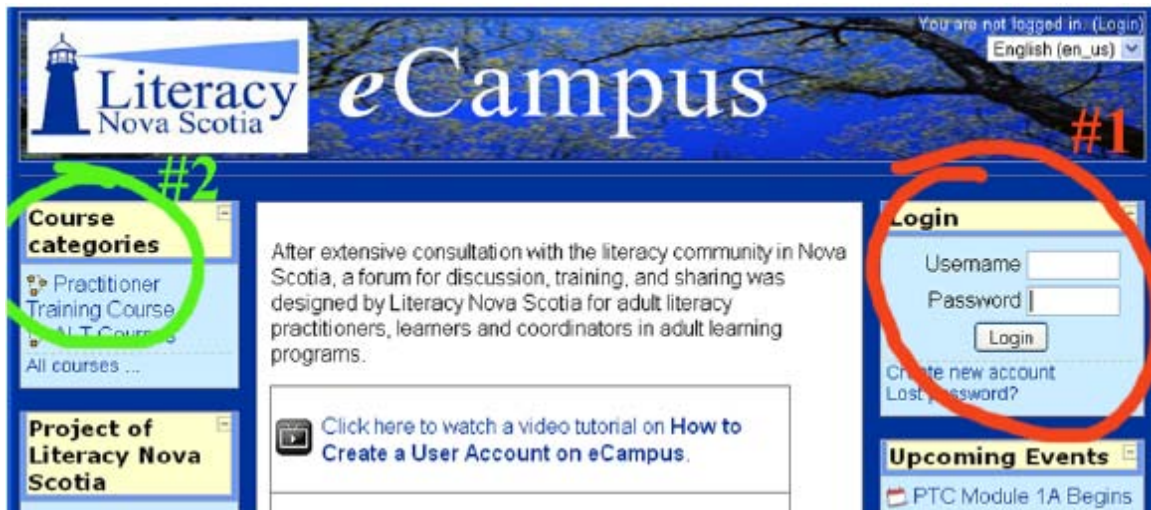 You are not logged in. (Login)
English (en_us)
Literacy
Nova Scotia
eCampus
#1
#2
Course
categories
Practitioner
Training Course
ALT Courses
All courses ...
Project of
Literacy Nova
Scotia
After extensive consultation with the literacy community in Nova
Scotia, a forum for discussion, training, and sharing was
designed by Literacy Nova Scotia for adult literacy
practitioners, learners and coordinators in adult learning
programs.
Click here to watch a video tutorial on How to
Create a User Account on eCampus.
Login
Username
Password
Login
Create new account
Lost password?
Upcoming Events
PTC Module 1A Begins